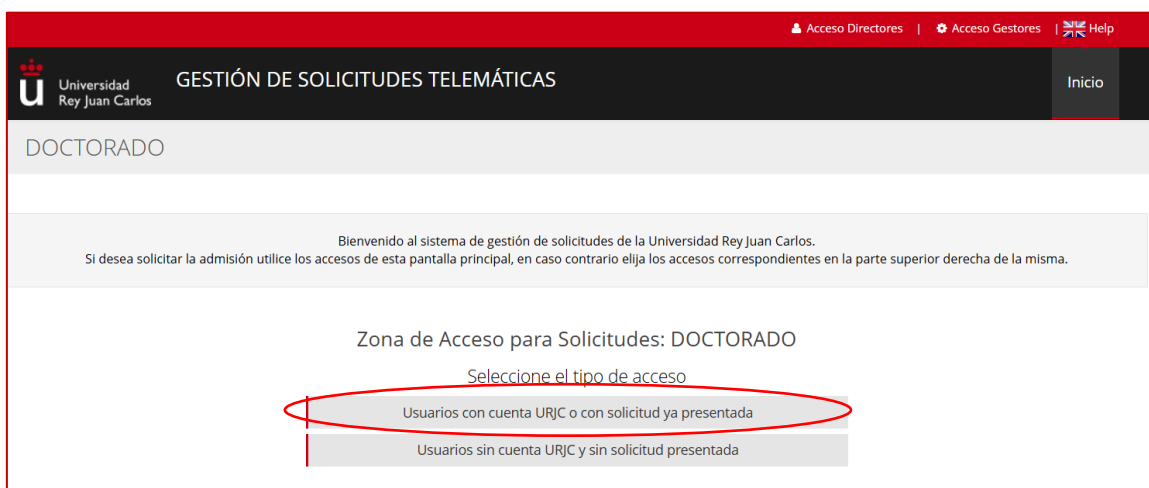 Acceso Directores | Acceso Gestores | Help
Universidad
Rey Juan Carlos
GESTIÓN DE SOLICITUDES TELEMÁTICAS
Inicio
DOCTORADO
Bienvenido al sistema de gestión de solicitudes de la Universidad Rey Juan Carlos.
Si desea solicitar la admisión utilice los accesos de esta pantalla principal, en caso contrario elija los accesos correspondientes en la parte superior derecha de la misma.
Zona de Acceso para Solicitudes: DOCTORADO
Seleccione el tipo de acceso
Usuarios con cuenta URJC o con solicitud ya presentada
Usuarios sin cuenta URJC y sin solicitud presentada